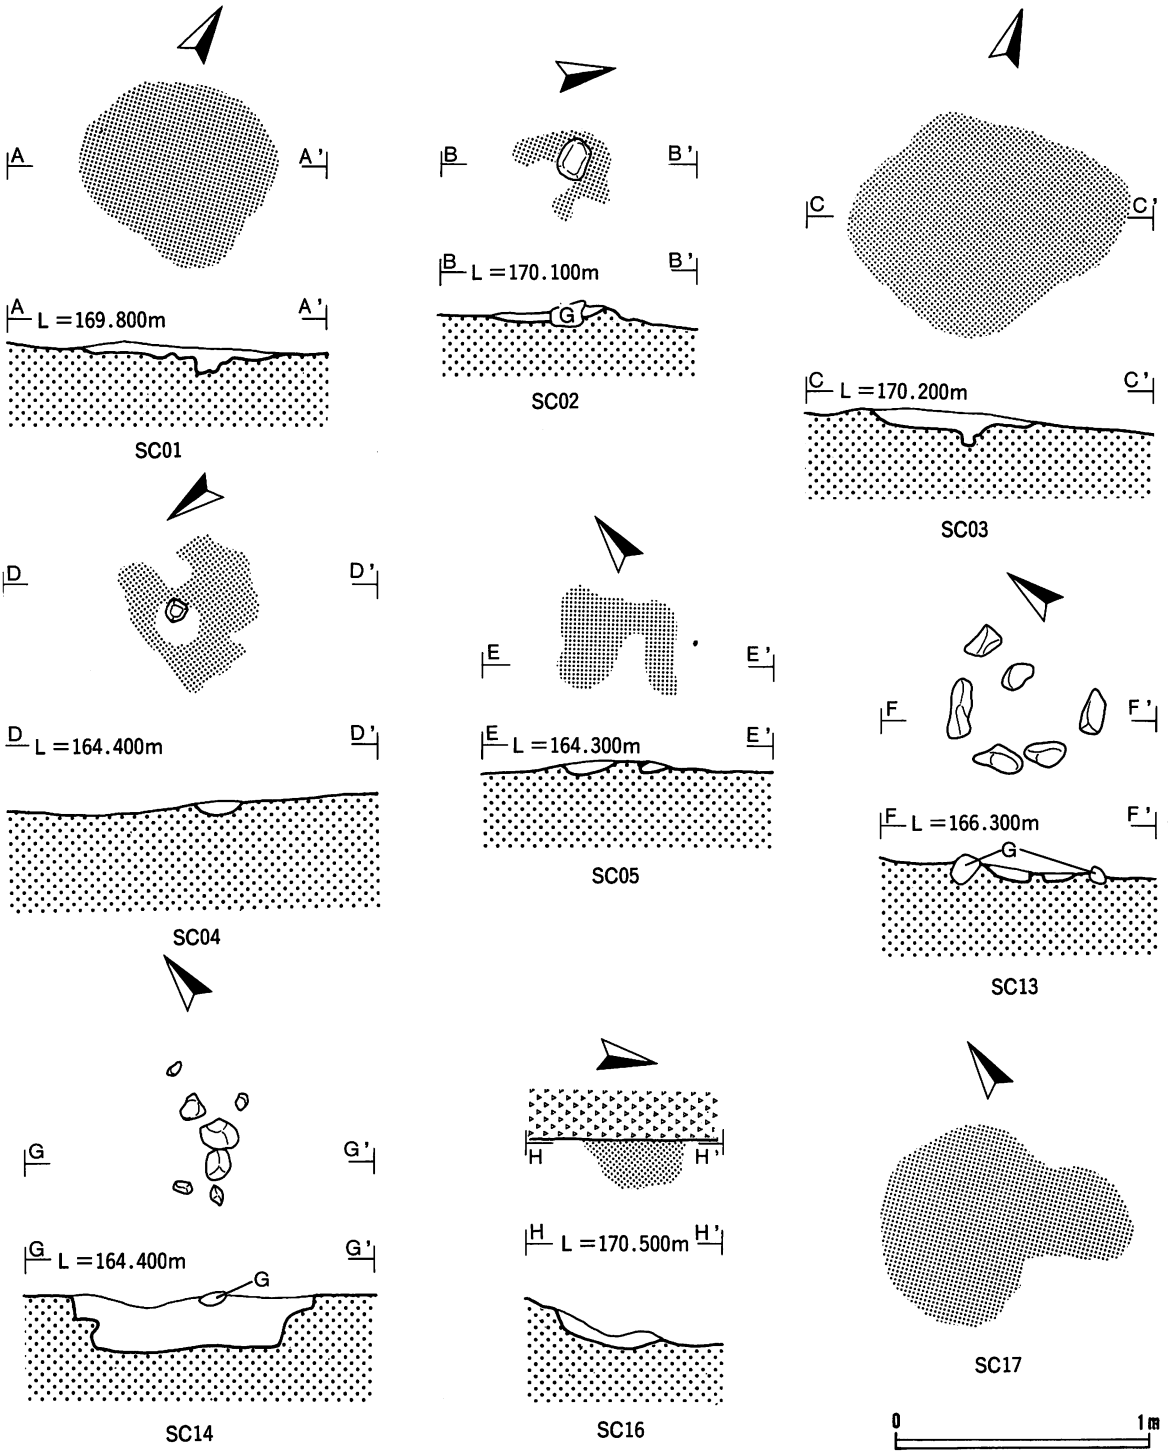 A A'
A L=169.800m A'
SC01
B B'
B L=170.100m B'
G
SC02
C C'
C L=170.200m C'
SC03
D D'
D L=164.400m D'
SC04
E E'
E L=164.300m E'
SC05
F F'
F L=166.300m F'
G
SC13
G G'
G L=164.400m G'
G
SC14
H H'
H L=170.500m H'
SC16
SC17
0 1m